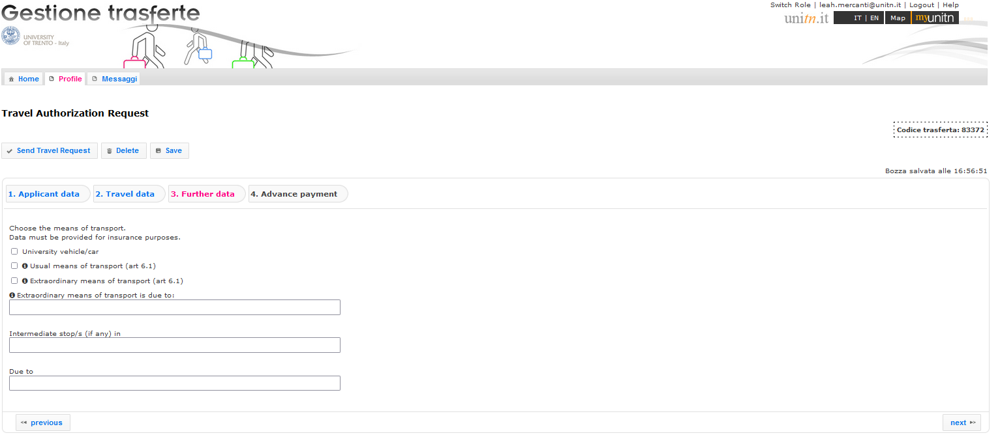 Gestione trasferte
Switch Role | leah.mercanti@unitn.it | Logout | Help
unitn.it
IT | EN
Map
myunitn
UNIVERSITY
OF TRENTO - Italy
Home
Profile
Messaggi
Travel Authorization Request
Codice trasferta: 83372
Send Travel Request
Delete
Save
Bozza salvata alle 16:56:51
1. Applicant data
2. Travel data
3. Further data
4. Advance payment
Choose the means of transport.
Data must be provided for insurance purposes.
University vehicle/car
Usual means of transport (art 6.1)
Extraordinary means of transport (art 6.1)
Extraordinary means of transport is due to:
Intermediate stop/s (if any) in
Due to
previous
next